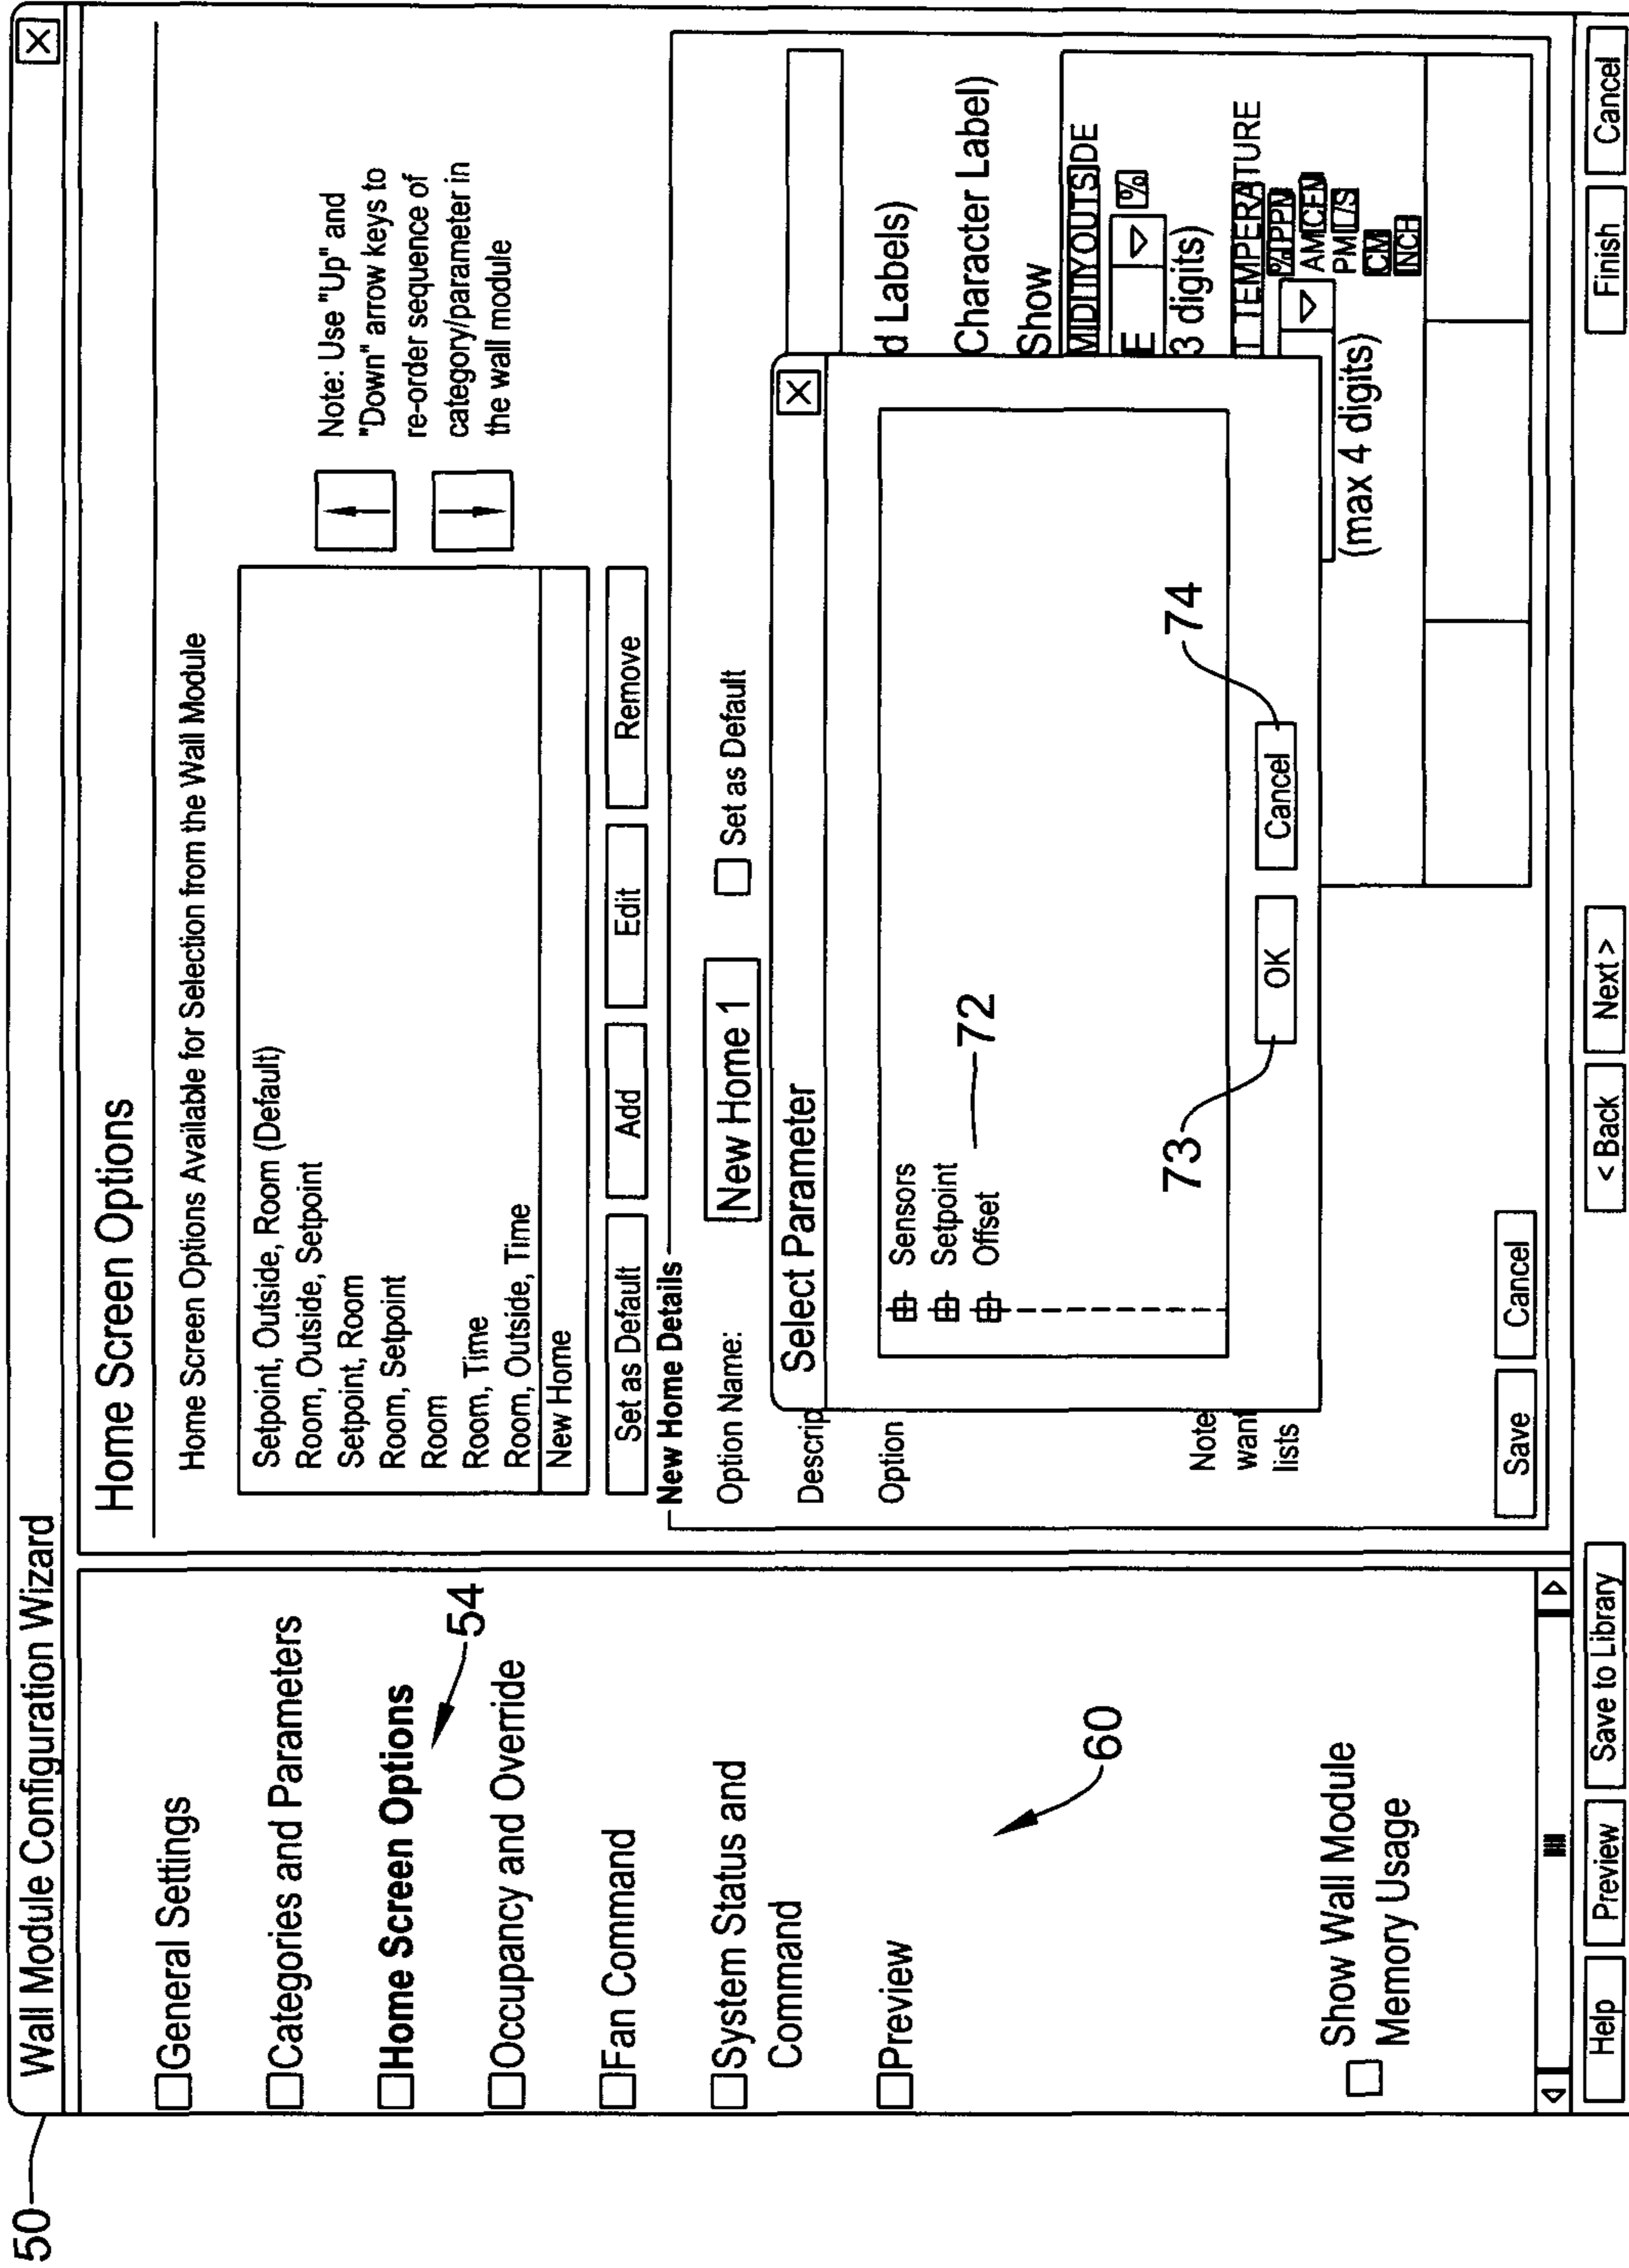 50
Wall Module Configuration Wizard
General Settings
Categories and Parameters
Home Screen Options
54
Occupancy and Override
Fan Command
System Status and
Command
Preview
60
Show Wall Module
Memory Usage
Home Screen Options
Home Screen Options Available for Selection from the Wall Module
Setpoint, Outside, Room (Default)
Room, Outside, Setpoint
Setpoint, Room
Room, Setpoint
Room
Room, Time
Room, Outside, Time
New Home
Note: Use "Up" and
"Down" arrow keys to
re-order sequence of
category/parameter in
the wall module
Set as Default Add Edit Remove
New Home Details
Option Name: New Home 1 Set as Default
Descrip
Option
Note
want
lists
Select Parameter
Sensors
Setpoint
Offset
72
73
74
OK Cancel
d Labels)
Character Label)
Show
MIDITYOUTSIDE
E %
3 digits)
TEMPERATURE
% PPM
AM CFM
PM L/S
CM
INCH
(max 4 digits)
Save Cancel
Help Preview Save to Library < Back Next > Finish Cancel